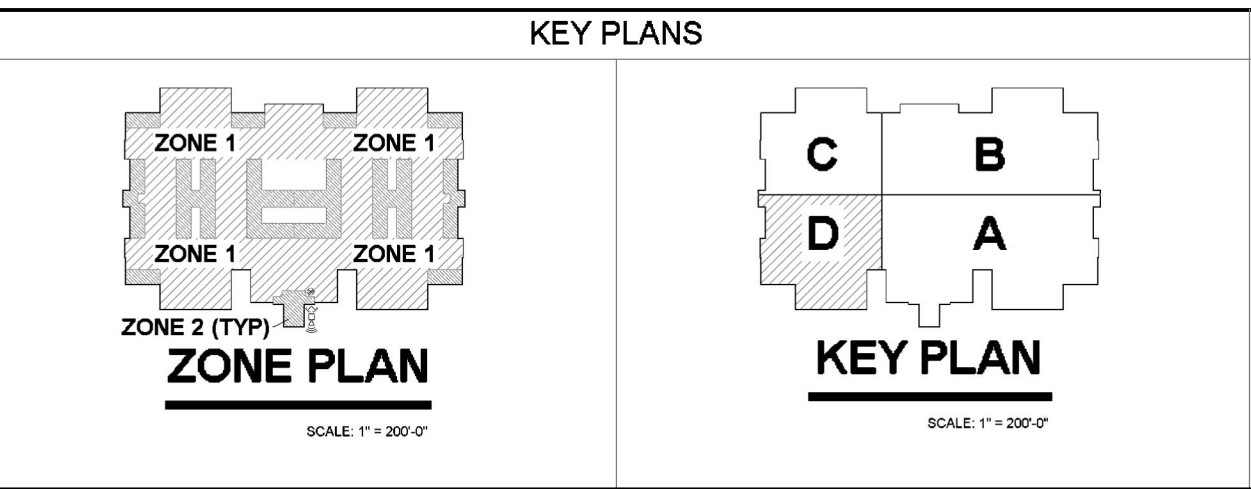 KEY PLANS
ZONE 1
ZONE 1
ZONE 1
ZONE 1
ZONE 2 (TYP)
ZONE PLAN
SCALE: 1" = 200'-0"
C
B
D
A
KEY PLAN
SCALE: 1" = 200'-0"